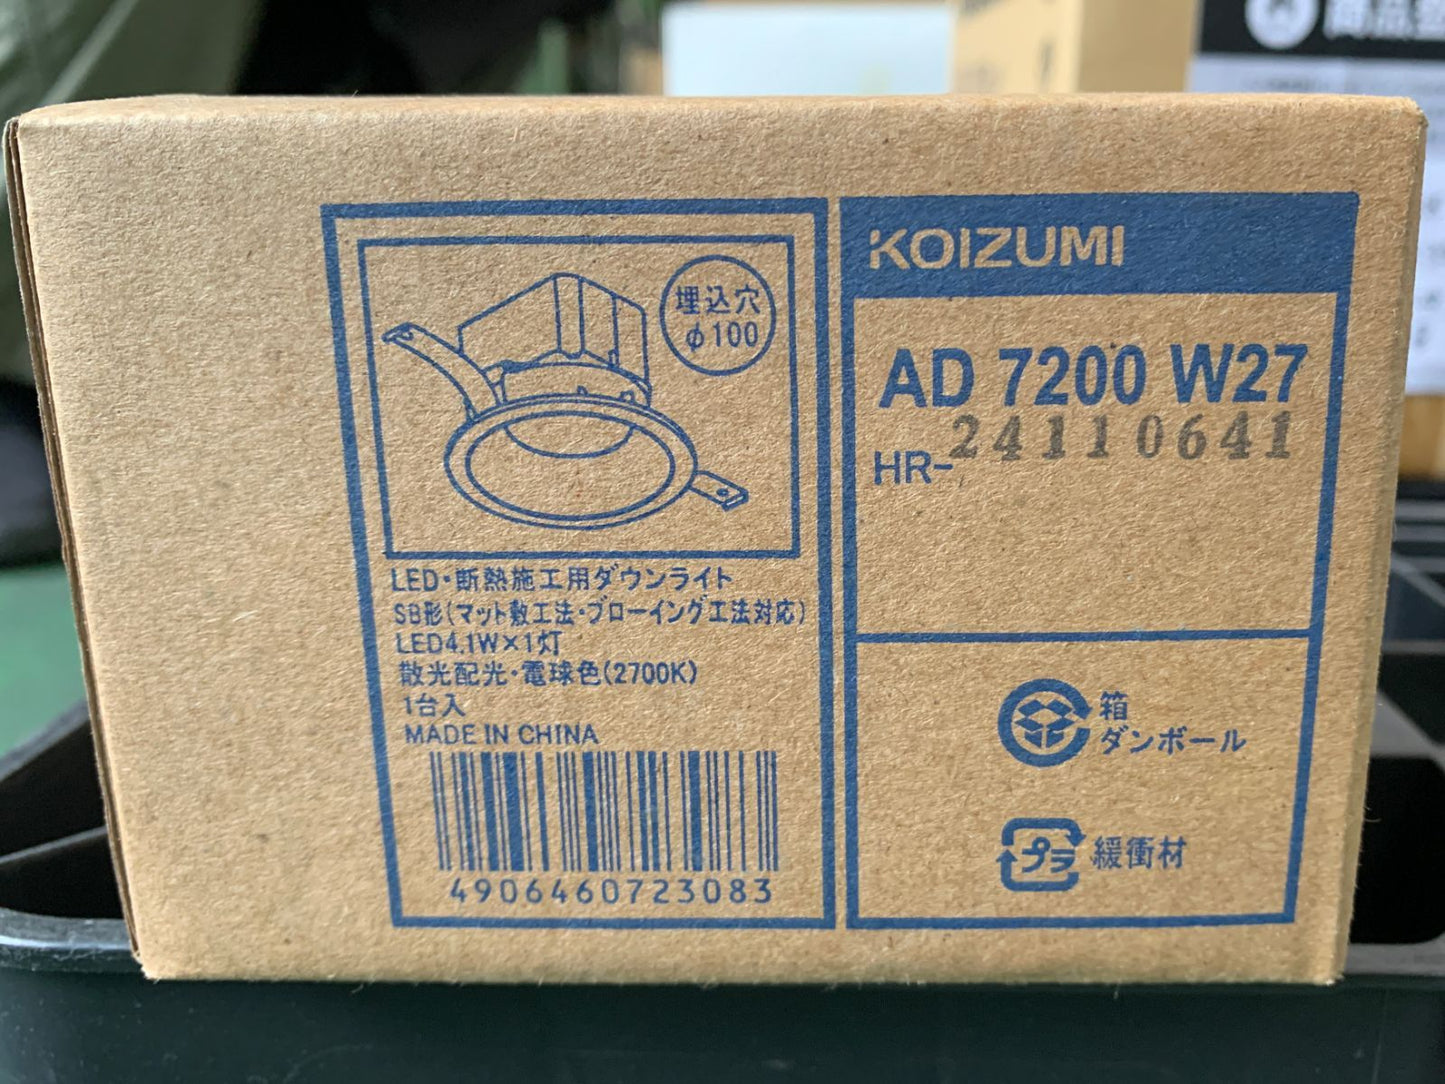 埋込穴
φ100
LED・断熱施工用ダウンライト
SB形(マット敷工法・ブローイング工法対応)
LED4.1W×1灯
散光配光・電球色(2700K)
1台入
MADE IN CHINA
4906460723083
KOIZUMI
AD 7200 W27
HR-24110641
箱
ダンボール
プラ
緩衝材